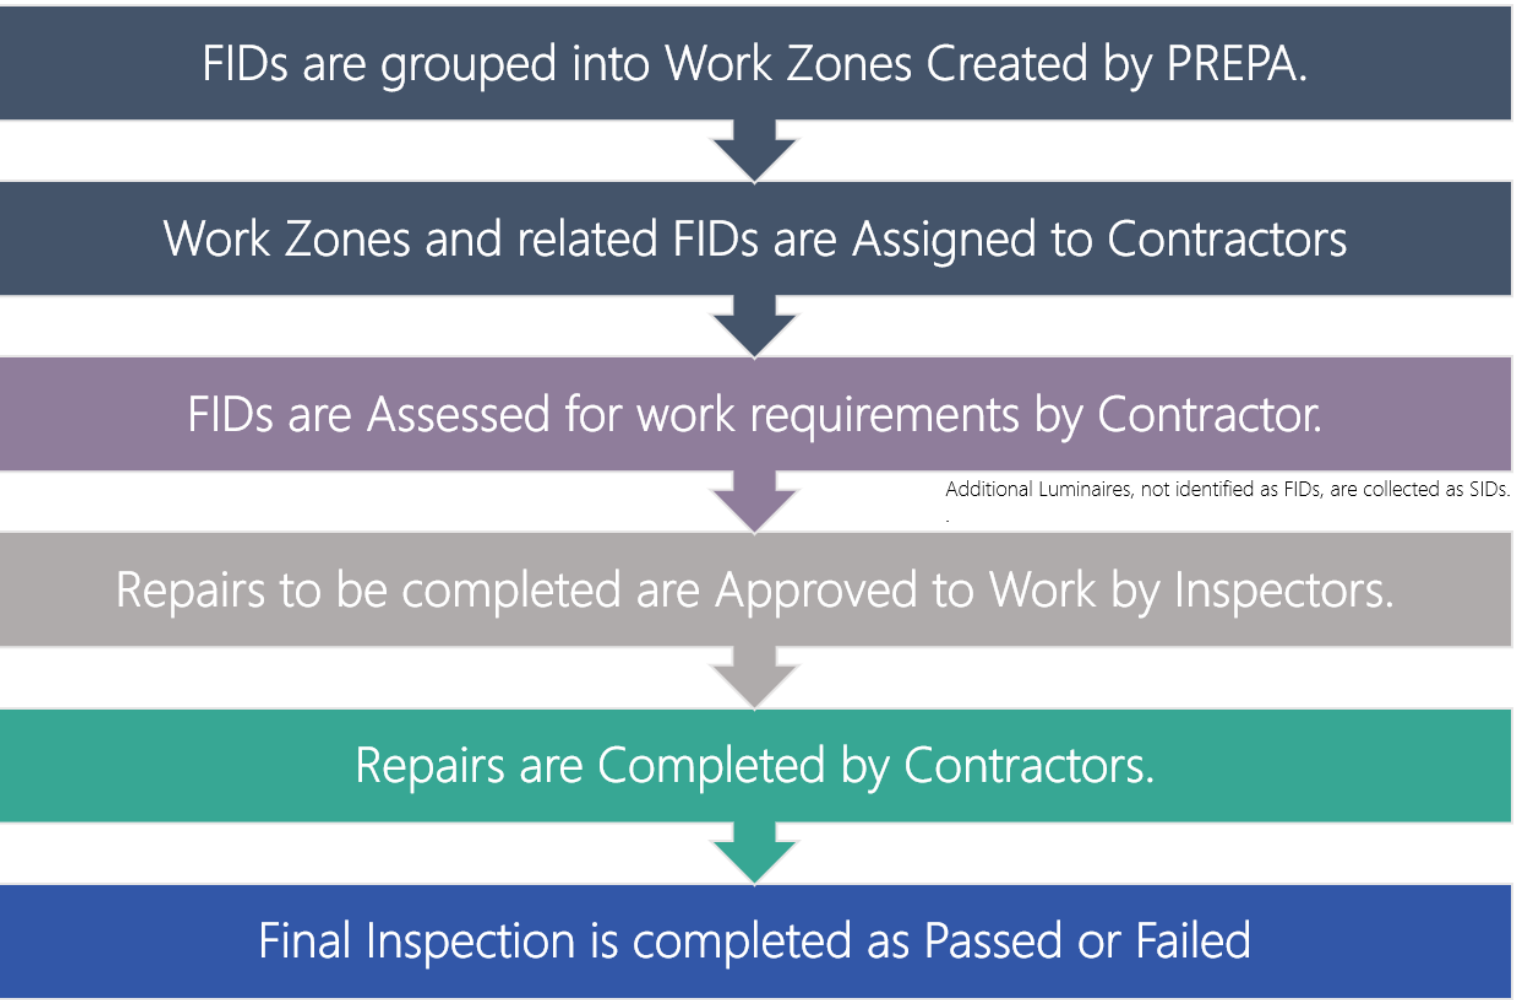 FIDs are grouped into Work Zones Created by PREPA.
Work Zones and related FIDs are Assigned to Contractors
FIDs are Assessed for work requirements by Contractor.
Additional Luminaires, not identified as FIDs, are collected as SIDs.
.
Repairs to be completed are Approved to Work by Inspectors.
Repairs are Completed by Contractors.
Final Inspection is completed as Passed or Failed